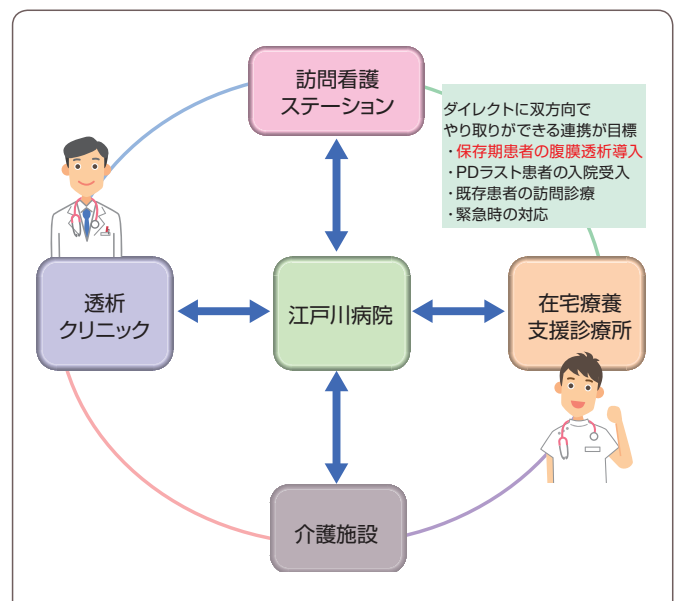 訪問看護
ステーション
ダイレクトに双方向で
やり取りができる連携が目標
・保存期患者の腹膜透析導入
・PDラスト患者の入院受入
・既存患者の訪問診療
・緊急時の対応
透析
クリニック
江戸川病院
在宅療養
支援診療所
介護施設